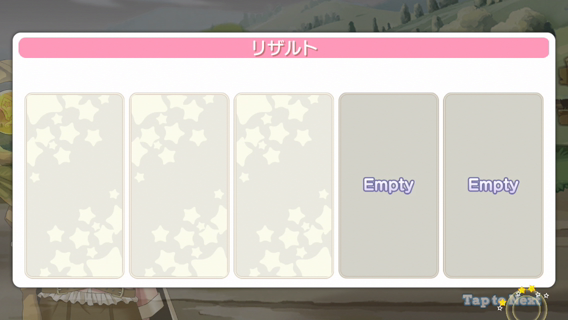 リザルト
Empty
Empty
Tap to Next